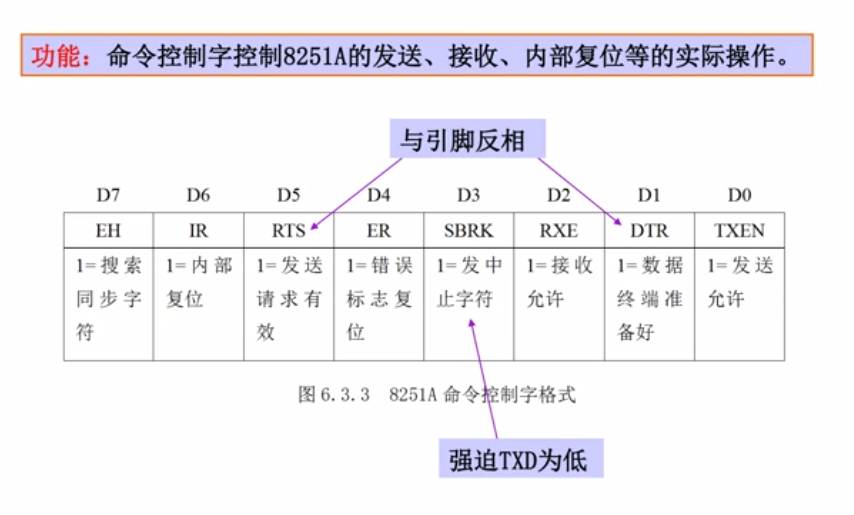 功能：命令控制字控制8251A的发送、接收、内部复位等的实际操作。
与引脚反相
D7 D6 D5 D4 D3 D2 D1 D0
EH IR RTS ER SBRK RXE DTR TXEN
1=搜索 1=内部 1=发送 1=错误 1=发中 1=接收 1=数据 1=发送
同步字 复位 请求有 标志复 止字符 允许 终端准 允许
符 效 位 备好
图 6.3.3 8251A 命令控制字格式
强迫TXD为低